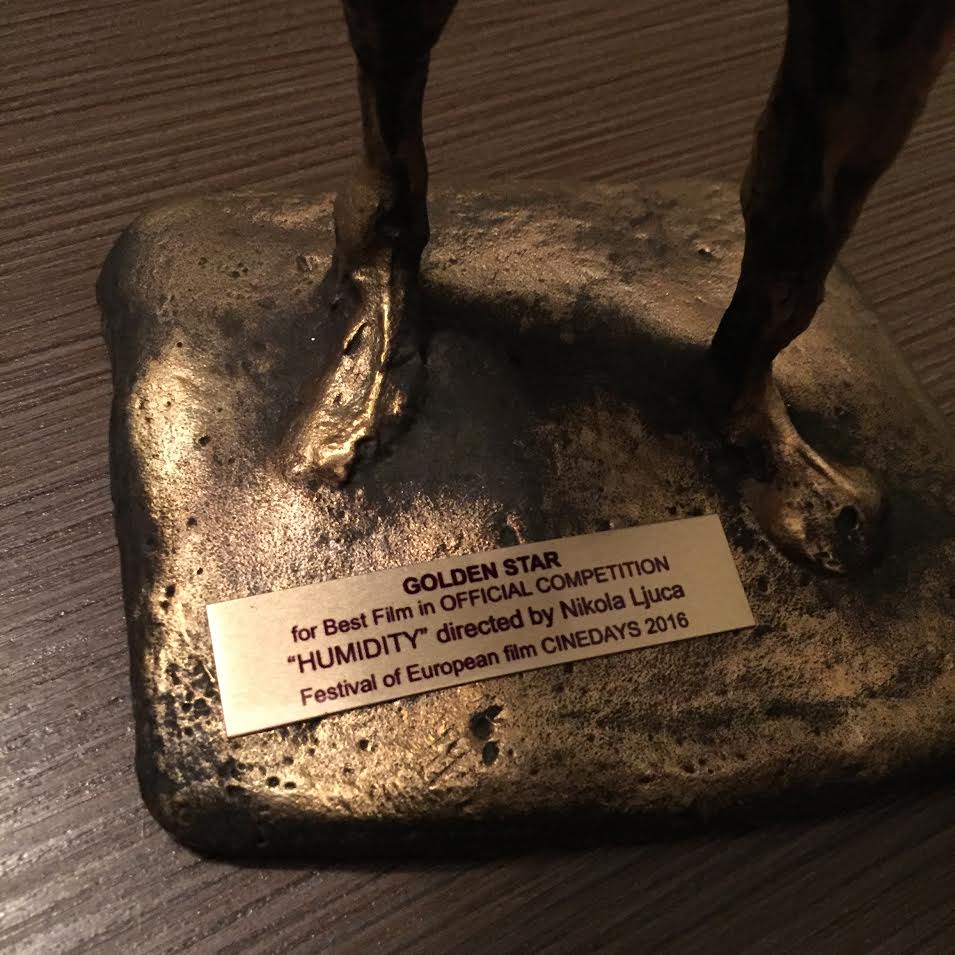 GOLDEN STAR
for Best Film in OFFICIAL COMPETITION
“HUMIDITY” directed by Nikola Ljuca
Festival of European film CINEDAYS 2016